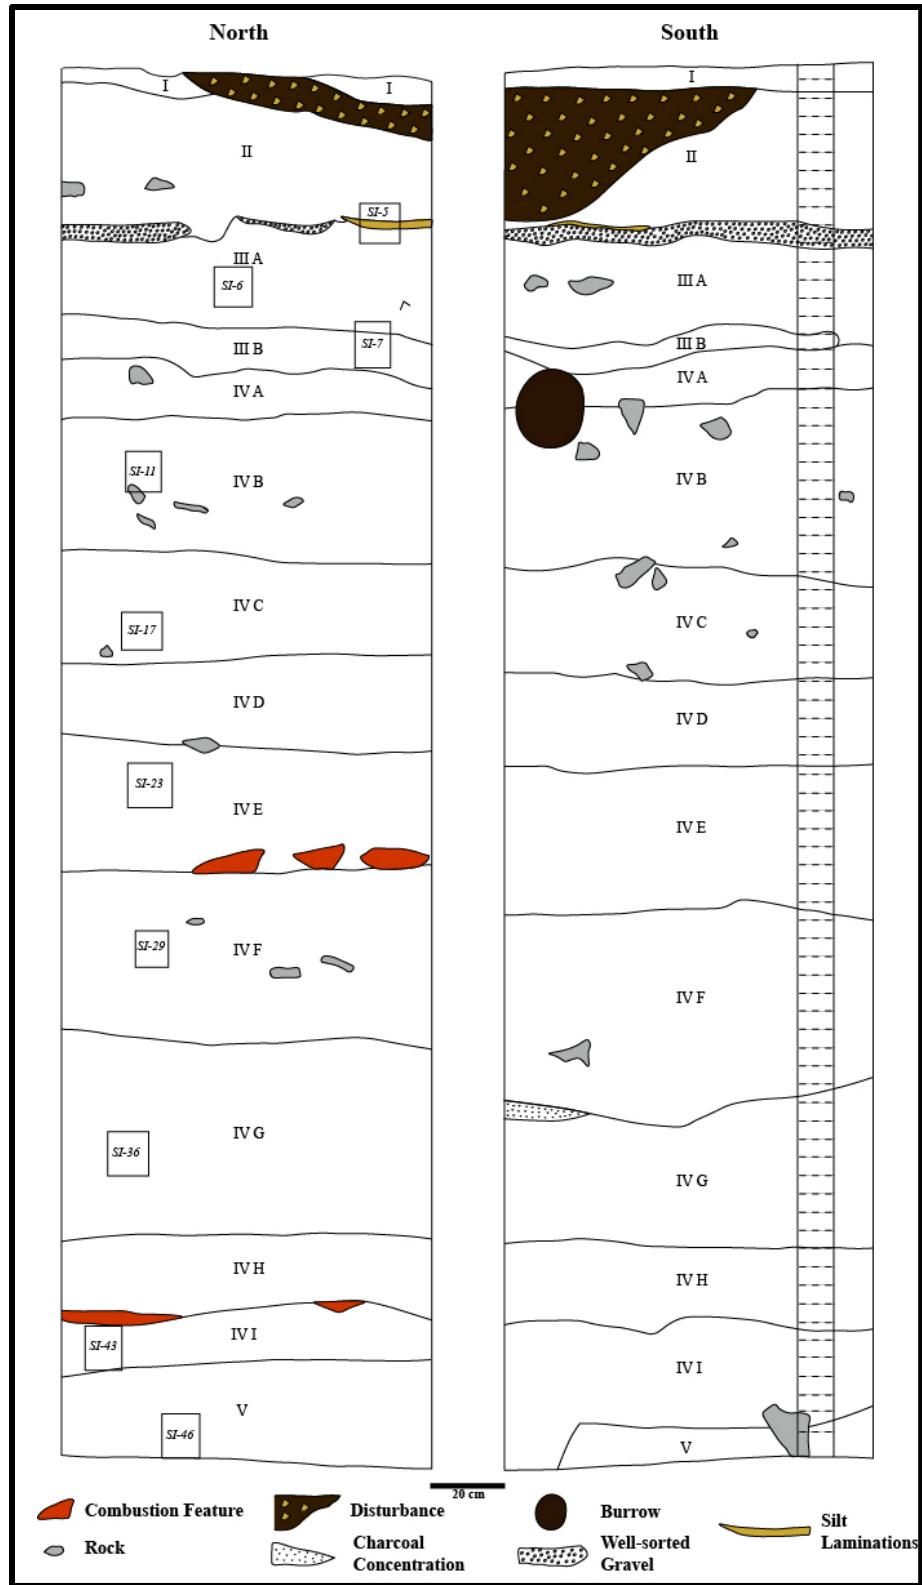 North
South
I
I
II
SI-5
III A
SI-6
SI-7
III B
IV A
SI-11
IV B
IV C
SI-17
IV D
SI-23
IV E
SI-29
IV F
IV G
SI-36
IV H
IV I
SI-43
V
SI-46
I
II
III A
III B
IV A
IV B
IV C
IV D
IV E
IV F
IV G
IV H
IV I
V
20 cm
Combustion Feature
Disturbance
Burrow
Silt
Laminations
Rock
Charcoal
Concentration
Well-sorted
Gravel